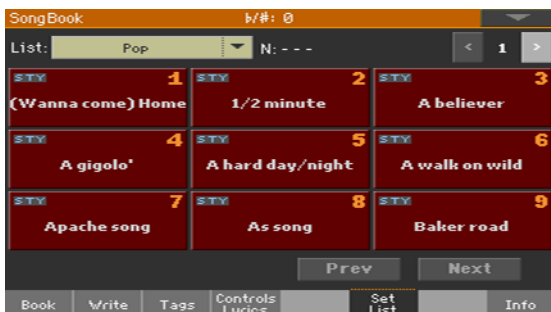 SongBook ♭/#: 0
List: Pop N: - - - < 1 >
STY 1 STY 2 STY 3
(Wanna come) Home 1/2 minute A believer
STY 4 STY 5 STY 6
A gigolo' A hard day/night A walk on wild
STY 7 STY 8 STY 9
Apache song As song Baker road
Prev Next
Book Write Tags Controls Set Info
Lyrics List